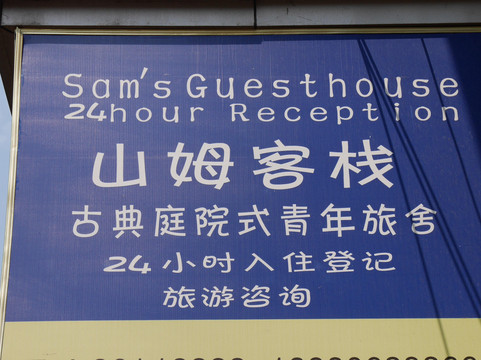 Sam's Guesthouse
24hour Reception
山姆客栈
古典庭院式青年旅舍
24小时入住登记
旅游咨询